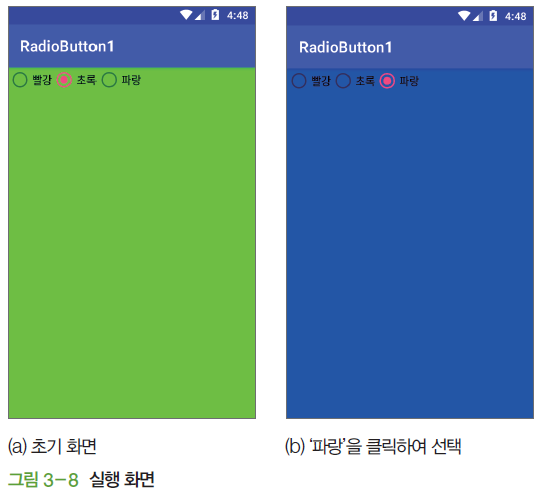 4:48
RadioButton1
빨강 초록 파랑
4:48
RadioButton1
빨강 초록 파랑
(a) 초기 화면
(b) ‘파랑’을 클릭하여 선택
그림 3-8 실행 화면